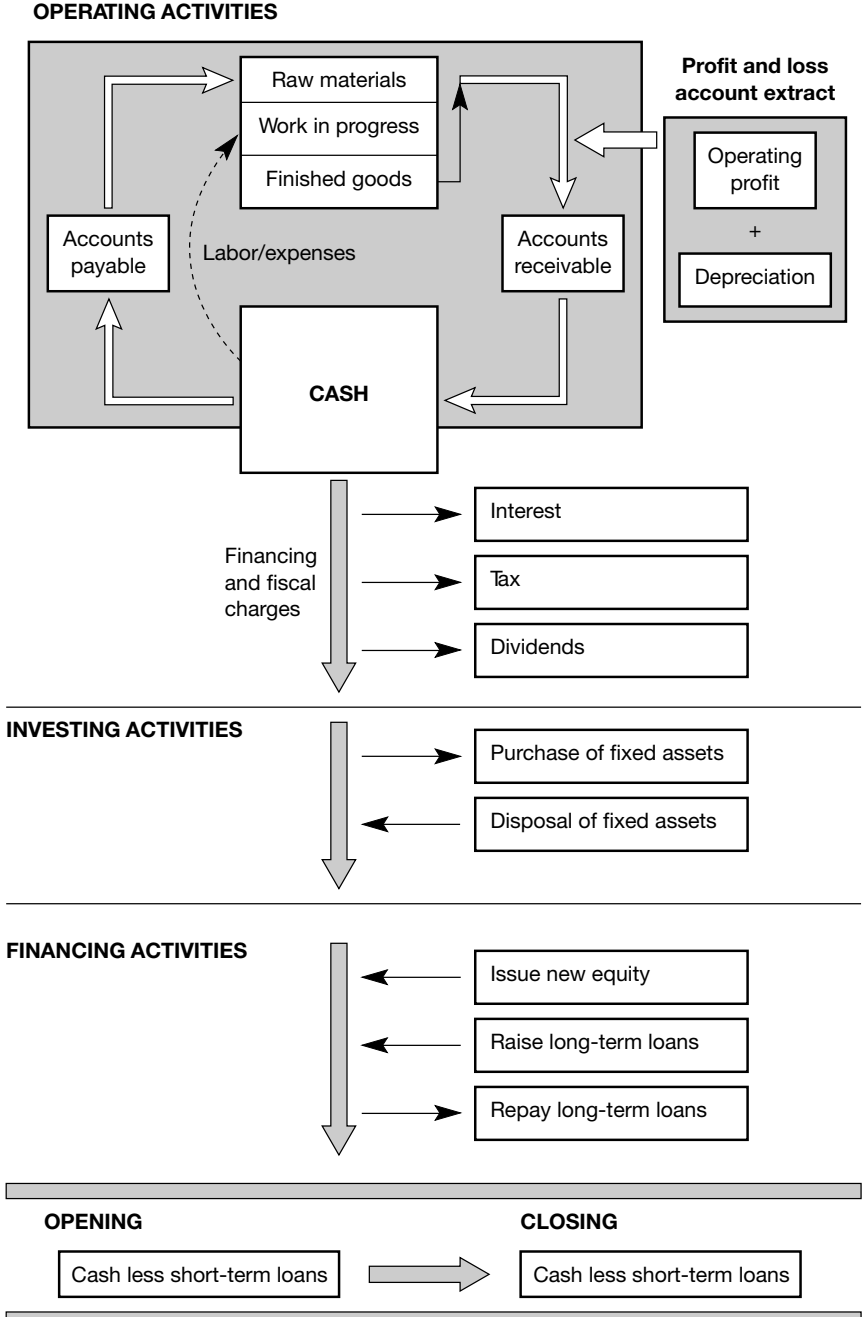 OPERATING ACTIVITIES
Profit and loss
account extract
Raw materials
Work in progress
Finished goods
Operating
profit
+
Depreciation
Accounts
payable
Labor/expenses
Accounts
receivable
CASH
Financing
and fiscal
charges
Interest
Tax
Dividends
INVESTING ACTIVITIES
Purchase of fixed assets
Disposal of fixed assets
FINANCING ACTIVITIES
Issue new equity
Raise long-term loans
Repay long-term loans
OPENING
CLOSING
Cash less short-term loans
Cash less short-term loans